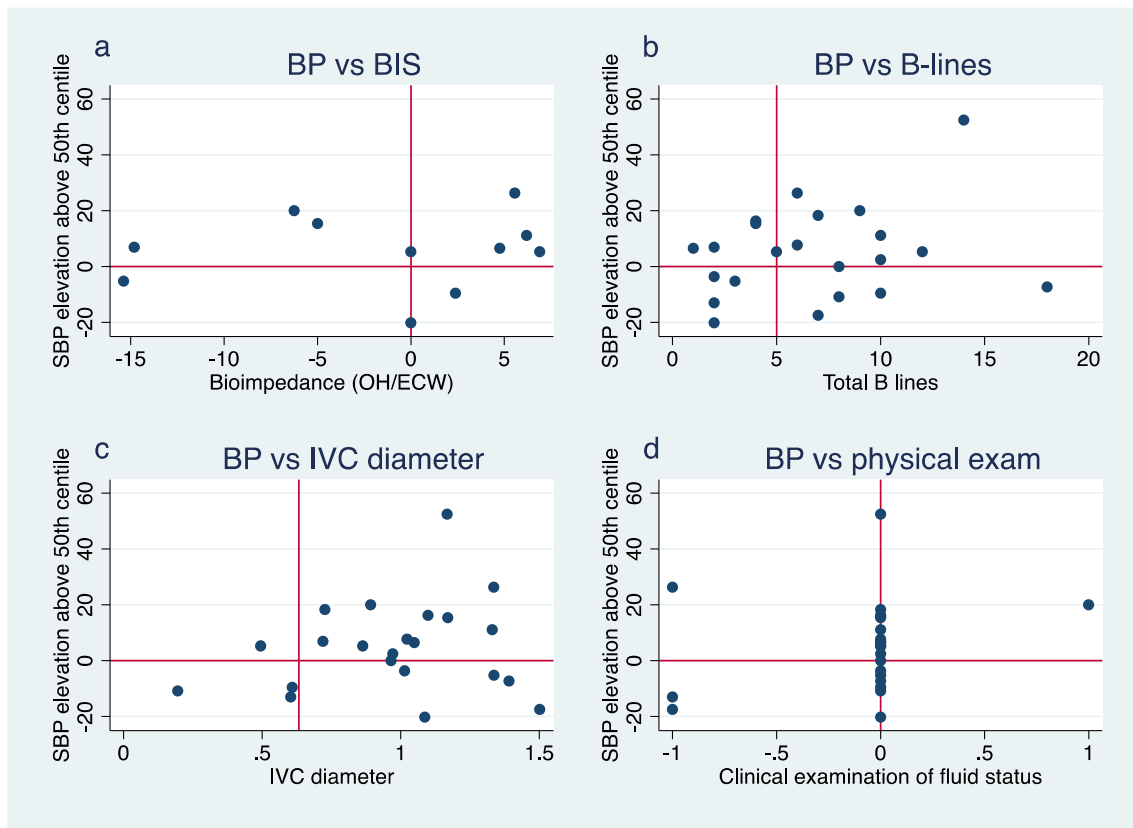 a
BP vs BIS
SBP elevation above 50th centile
60
40
20
0
-20
-15
-10
-5
0
5
Bioimpedance (OH/ECW)
b
BP vs B-lines
SBP elevation above 50th centile
60
40
20
0
-20
0
5
10
15
20
Total B lines
c
BP vs IVC diameter
SBP elevation above 50th centile
60
40
20
0
-20
0
.5
1
1.5
IVC diameter
d
BP vs physical exam
SBP elevation above 50th centile
60
40
20
0
-20
-1
-.5
0
.5
1
Clinical examination of fluid status